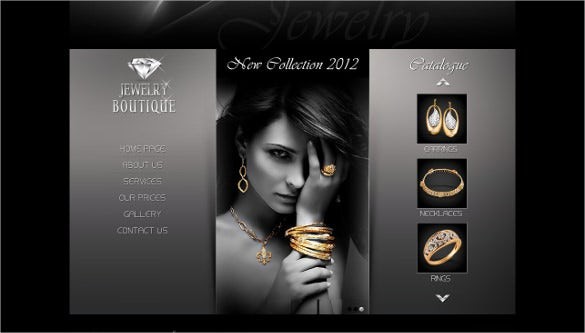 Jewelry
JEWELRY
BOUTIQUE
HOME PAGE
ABOUT US
SERVICES
OUR PRICES
GALLERY
CONTACT US
New Collection 2012
Catalogue
EARRINGS
NECKLACES
RINGS